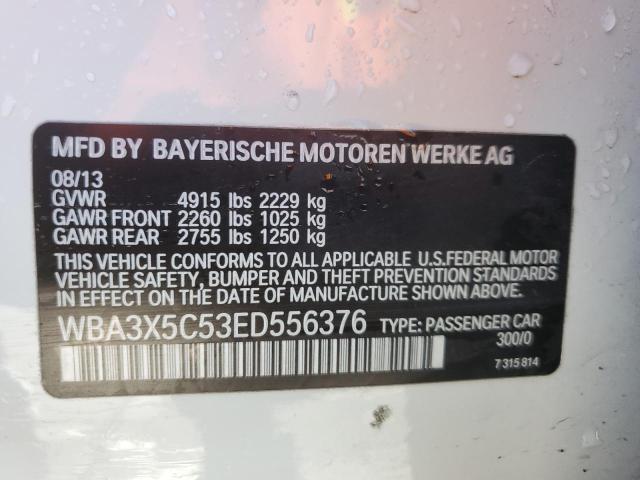 MFD BY BAYERISCHE MOTOREN WERKE AG
08/13
GVWR 4915 lbs 2229 kg
GAWR FRONT 2260 lbs 1025 kg
GAWR REAR 2755 lbs 1250 kg
THIS VEHICLE CONFORMS TO ALL APPLICABLE U.S.FEDERAL MOTOR
VEHICLE SAFETY, BUMPER AND THEFT PREVENTION STANDARDS
IN EFFECT ON THE DATE OF MANUFACTURE SHOWN ABOVE.
WBA3X5C53ED556376 TYPE: PASSENGER CAR
300/0
7 315 814